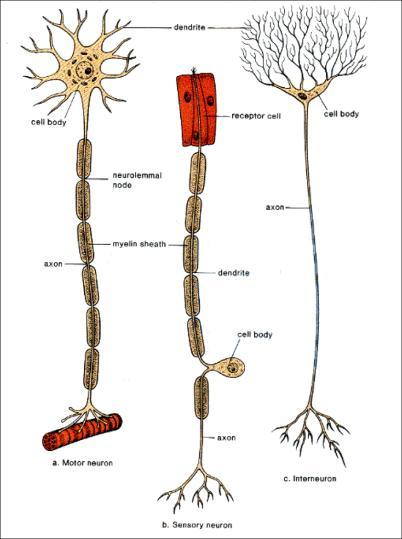 dendrite
cell body
receptor cell
cell body
neurolemmal
node
axon
myelin sheath
axon
dendrite
cell body
axon
a. Motor neuron
c. Interneuron
b. Sensory neuron